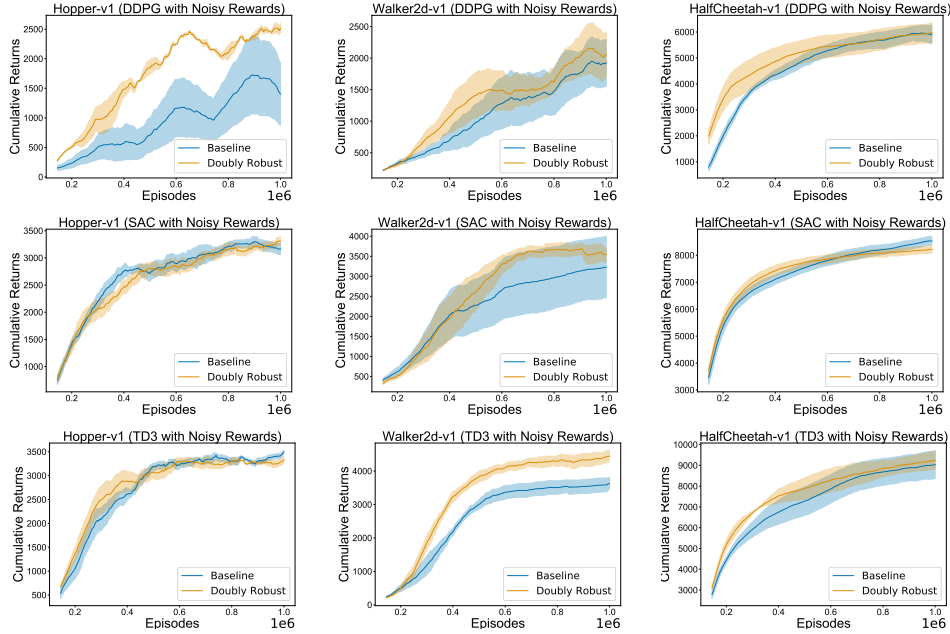 Hopper-v1 (DDPG with Noisy Rewards)
Cumulative Returns
2500
2000
1500
1000
500
0
Baseline
Doubly Robust
0.2 0.4 0.6 0.8 1.0
Episodes 1e6
Walker2d-v1 (DDPG with Noisy Rewards)
Cumulative Returns
2500
2000
1500
1000
500
Baseline
Doubly Robust
0.2 0.4 0.6 0.8 1.0
Episodes 1e6
HalfCheetah-v1 (DDPG with Noisy Rewards)
Cumulative Returns
6000
5000
4000
3000
2000
1000
Baseline
Doubly Robust
0.2 0.4 0.6 0.8 1.0
Episodes 1e6
Hopper-v1 (SAC with Noisy Rewards)
Cumulative Returns
3500
3000
2500
2000
1500
1000
Baseline
Doubly Robust
0.2 0.4 0.6 0.8 1.0
Episodes 1e6
Walker2d-v1 (SAC with Noisy Rewards)
Cumulative Returns
4000
3500
3000
2500
2000
1500
1000
500
Baseline
Doubly Robust
0.2 0.4 0.6 0.8 1.0
Episodes 1e6
HalfCheetah-v1 (SAC with Noisy Rewards)
Cumulative Returns
8000
7000
6000
5000
4000
3000
Baseline
Doubly Robust
0.2 0.4 0.6 0.8 1.0
Episodes 1e6
Hopper-v1 (TD3 with Noisy Rewards)
Cumulative Returns
3500
3000
2500
2000
1500
1000
500
Baseline
Doubly Robust
0.2 0.4 0.6 0.8 1.0
Episodes 1e6
Walker2d-v1 (TD3 with Noisy Rewards)
Cumulative Returns
4000
3000
2000
1000
0
Baseline
Doubly Robust
0.2 0.4 0.6 0.8 1.0
Episodes 1e6
HalfCheetah-v1 (TD3 with Noisy Rewards)
Cumulative Returns
10000
9000
8000
7000
6000
5000
4000
3000
Baseline
Doubly Robust
0.2 0.4 0.6 0.8 1.0
Episodes 1e6